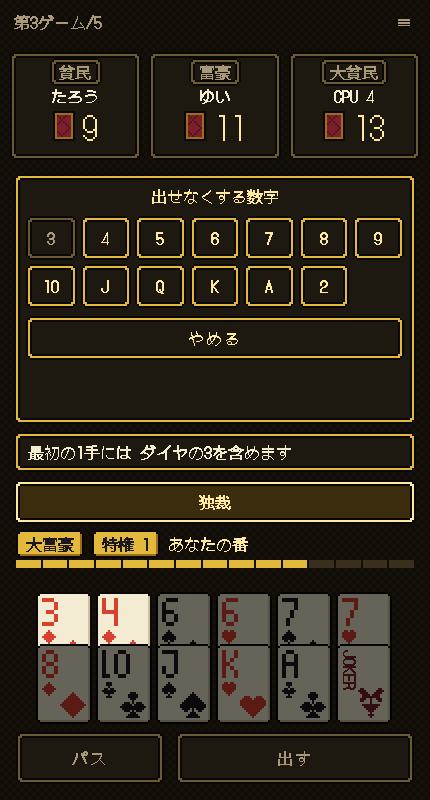 第3ゲーム/5 ≡
貧民 富豪 大貧民
たろう ゆい CPU 4
9 11 13
出せなくする数字
3 4 5 6 7 8 9
10 J Q K A 2
やめる
最初の1手には ダイヤの3を含めます
独裁
大富豪 特権 1 あなたの番
3 4 6 6 7 7
8 10 J K A JOKER
パス 出す